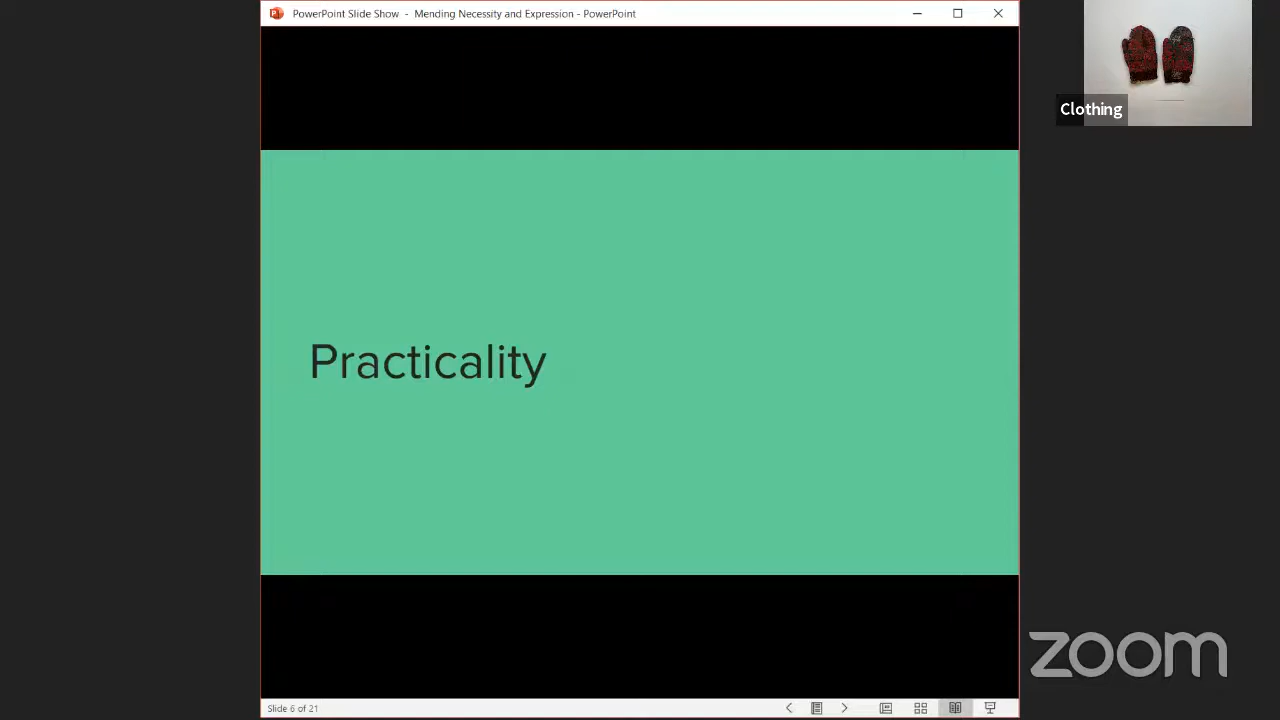 PowerPoint Slide Show - Mending Necessity and Expression - PowerPoint
Clothing
Practicality
zoom
Slide 6 of 21